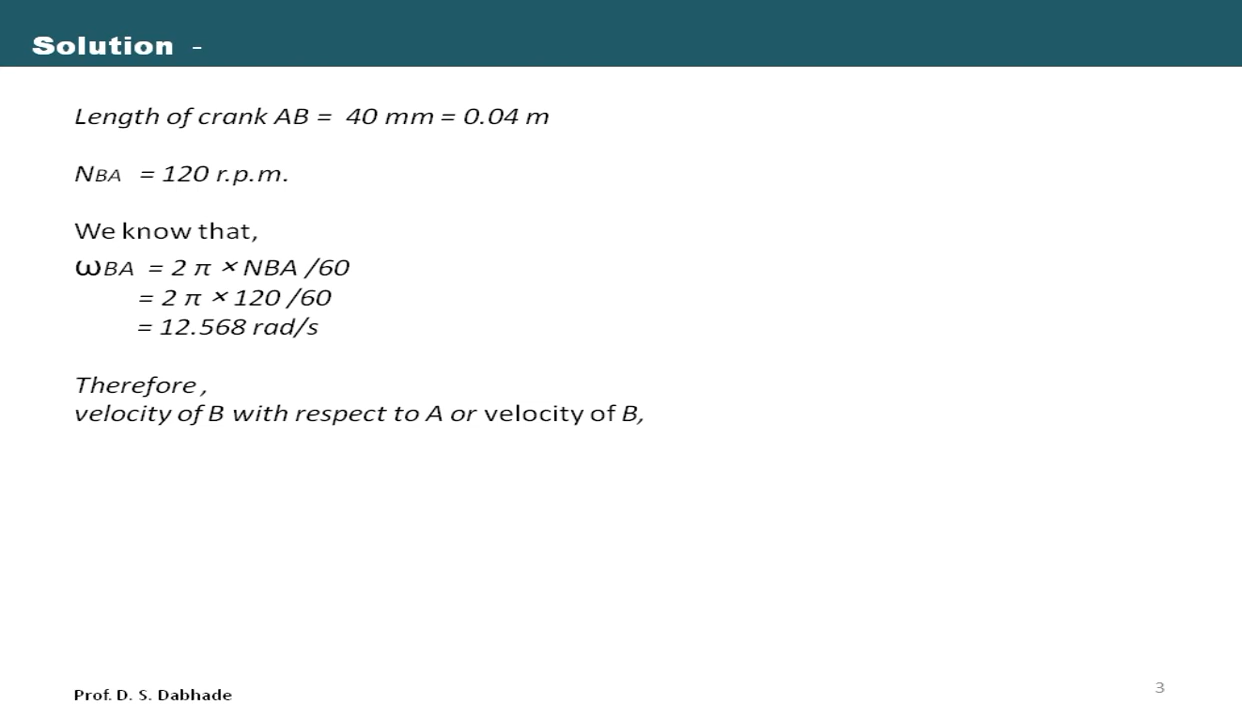 Solution -
Length of crank AB = 40 mm = 0.04 m
NBA = 120 r.p.m.
We know that,
ωBA = 2 π × NBA /60
= 2 π × 120 /60
= 12.568 rad/s
Therefore ,
velocity of B with respect to A or velocity of B,
Prof. D. S. Dabhade
3